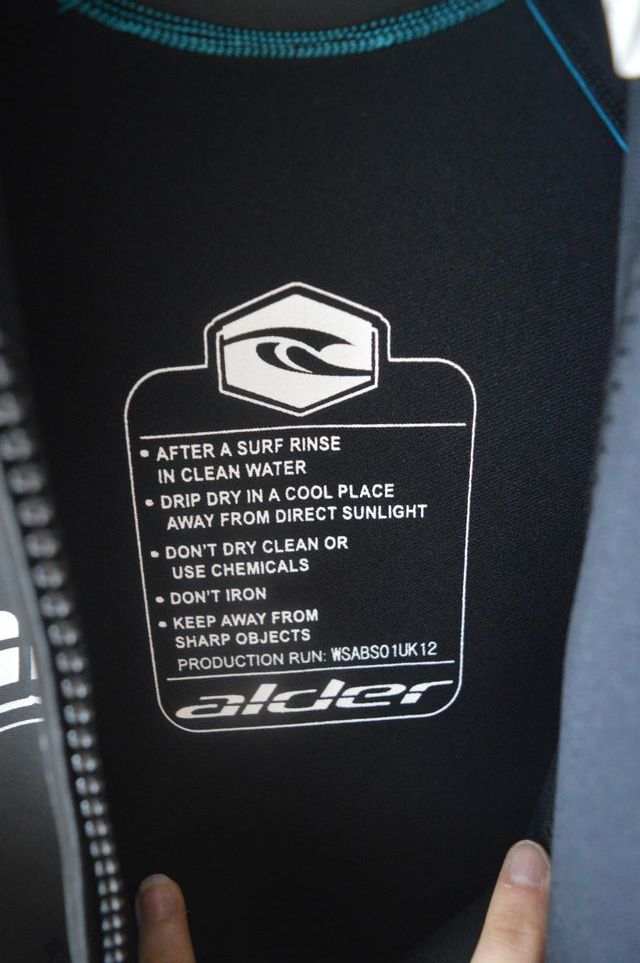 • AFTER A SURF RINSE
IN CLEAN WATER
• DRIP DRY IN A COOL PLACE
AWAY FROM DIRECT SUNLIGHT
• DON'T DRY CLEAN OR
USE CHEMICALS
• DON'T IRON
• KEEP AWAY FROM
SHARP OBJECTS
PRODUCTION RUN: WSABS01UK12
alder